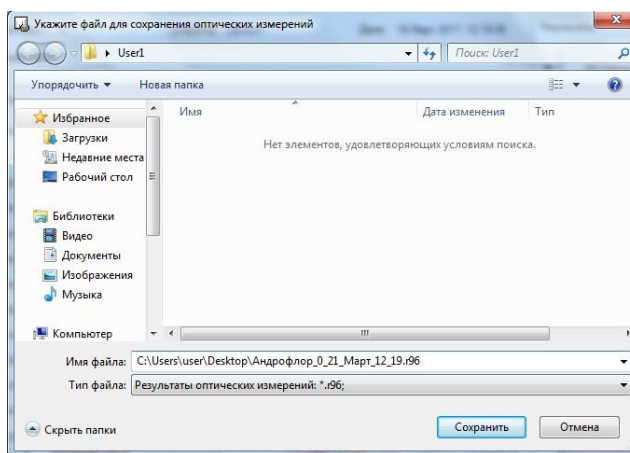 Укажите файл для сохранения оптических измерений
User1
Поиск: User1
Упорядочить
Новая папка
Имя
Дата изменения
Тип
Нет элементов, удовлетворяющих условиям поиска.
Избранное
Загрузки
Недавние места
Рабочий стол
Библиотеки
Видео
Документы
Изображения
Музыка
Компьютер
Имя файла: C:\Users\user\Desktop\Андрофлор_0_21_Март_12_19.r96
Тип файла: Результаты оптических измерений: *.r96;
Скрыть папки
Сохранить
Отмена